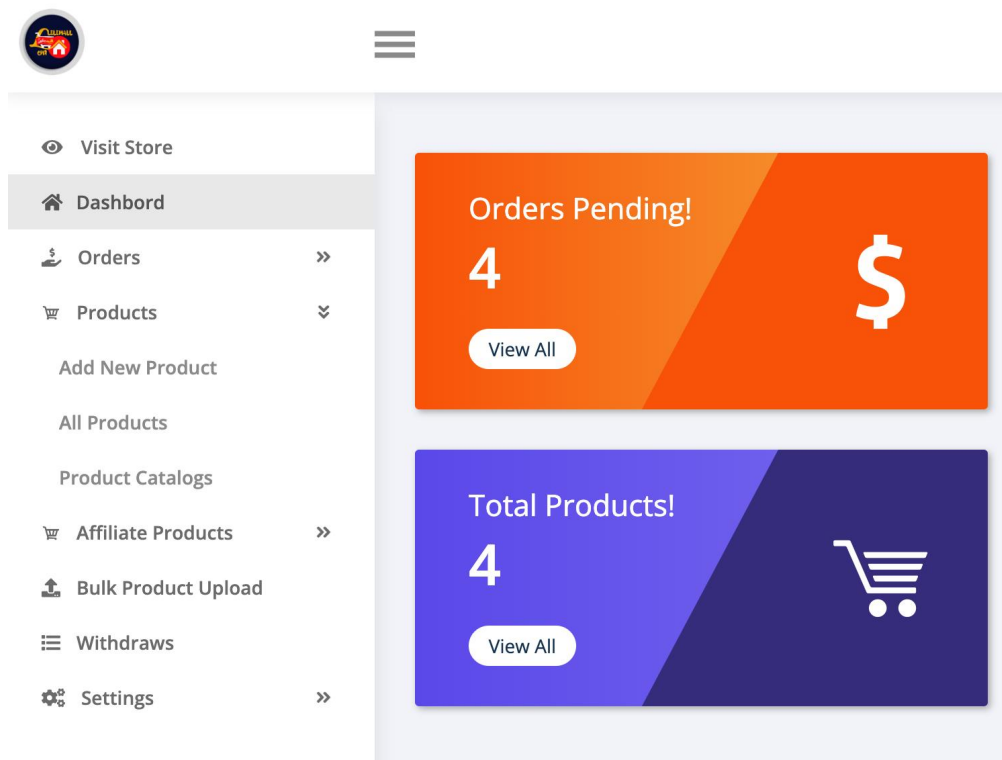 Visit Store
Dashbord
Orders
Products
Add New Product
All Products
Product Catalogs
Affiliate Products
Bulk Product Upload
Withdraws
Settings
Orders Pending!
4
View All
$
Total Products!
4
View All